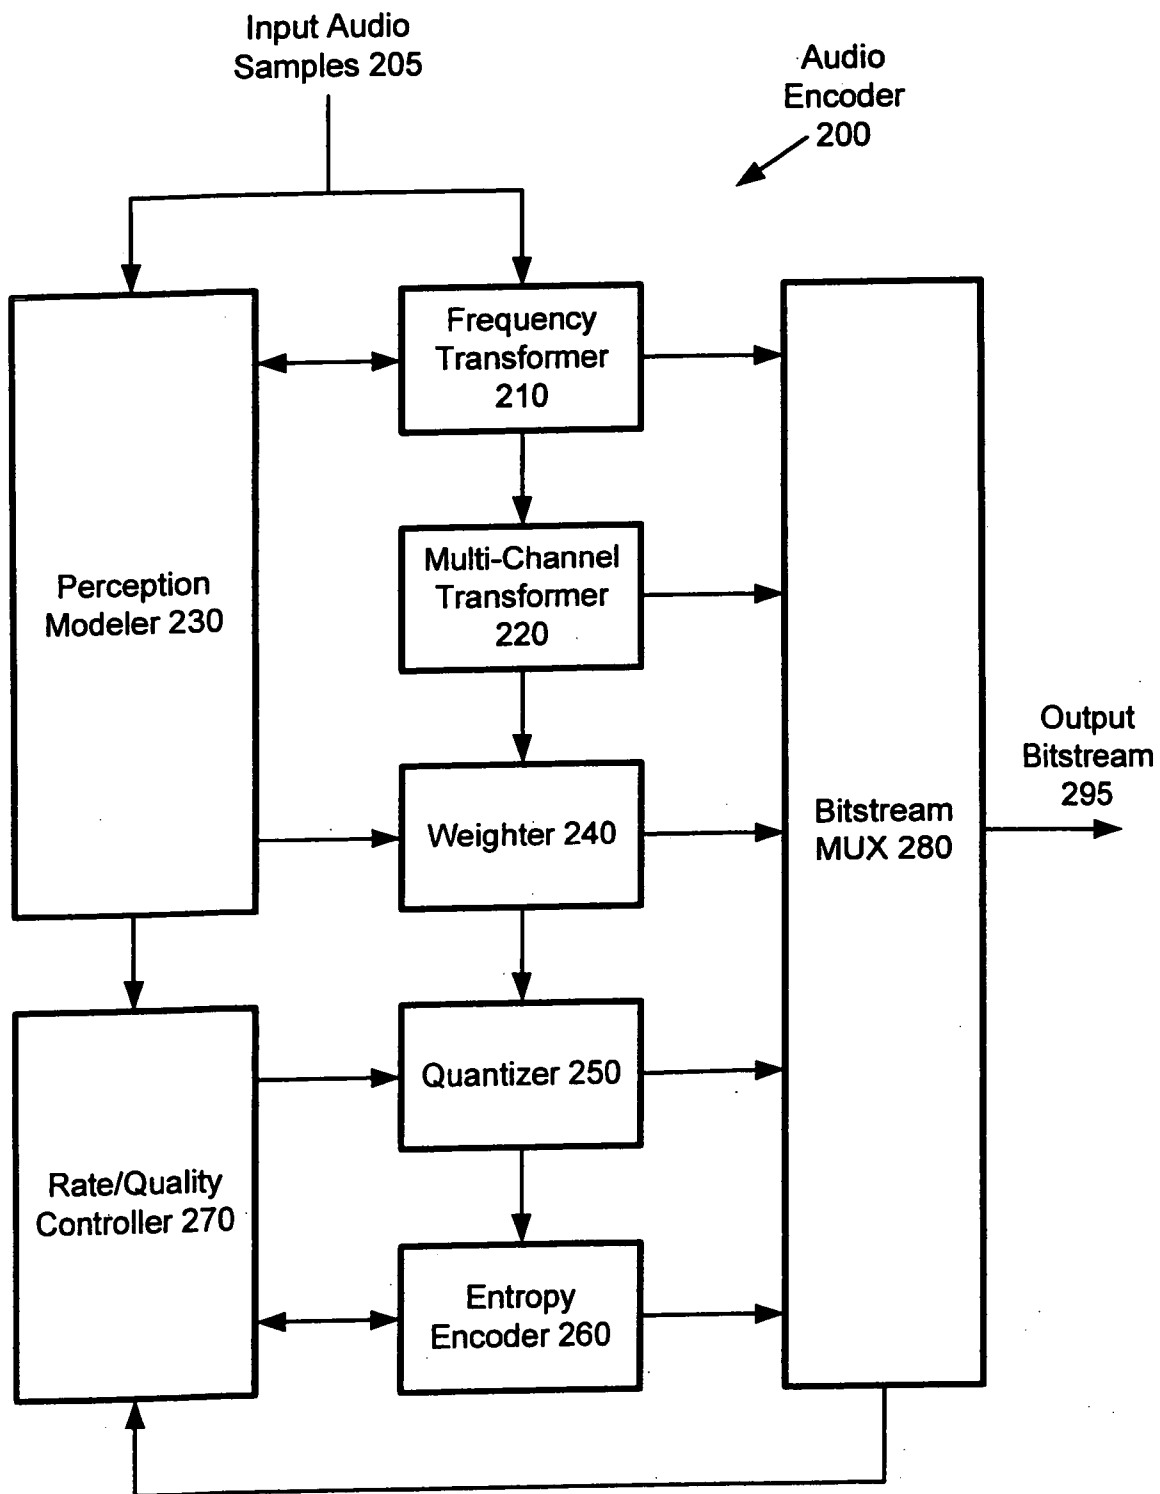 Input Audio
Samples 205
Audio
Encoder
200
Frequency
Transformer
210
Multi-Channel
Transformer
220
Perception
Modeler 230
Output
Bitstream
295
Weighter 240
Bitstream
MUX 280
Quantizer 250
Rate/Quality
Controller 270
Entropy
Encoder 260